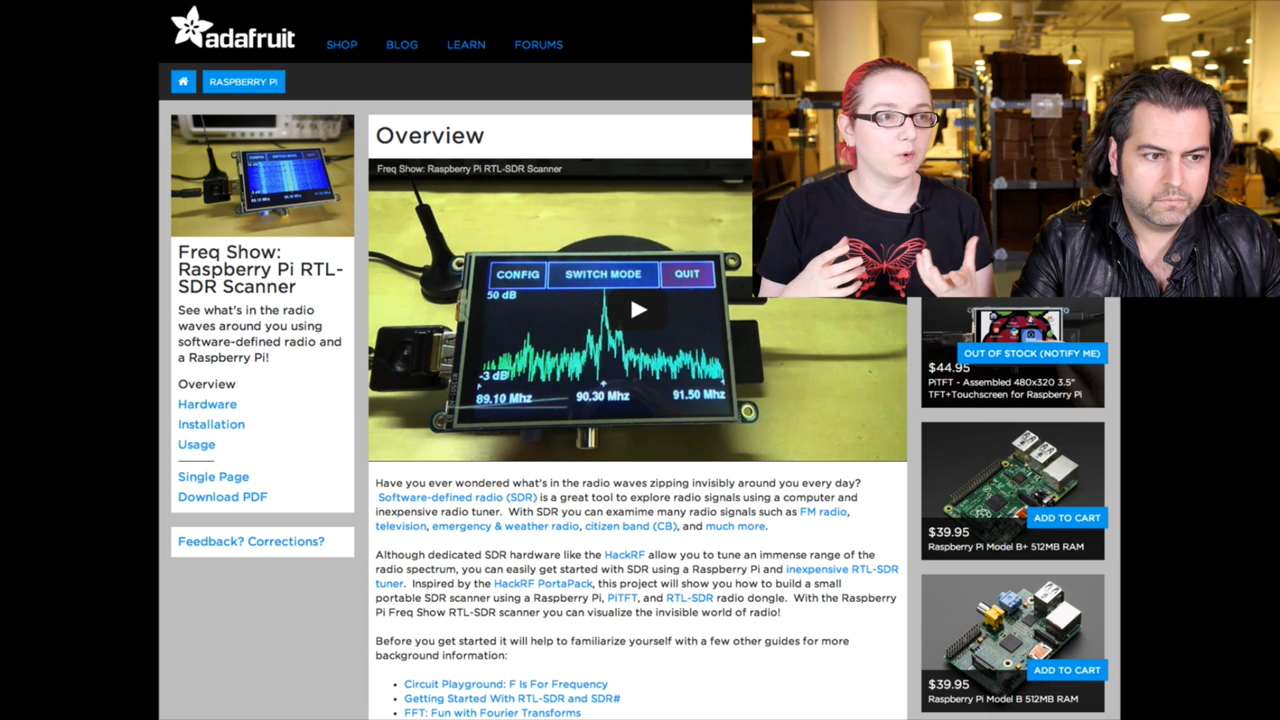 adafruit
SHOP
BLOG
LEARN
FORUMS
RASPBERRY PI
CONFIG
SWITCH MODE
QUIT
Freq Show:
Raspberry Pi RTL-
SDR Scanner
See what's in the radio
waves around you using
software-defined radio and
a Raspberry Pi!
Overview
Hardware
Installation
Usage
Single Page
Download PDF
Feedback? Corrections?
Overview
Freq Show: Raspberry Pi RTL-SDR Scanner
CONFIG
SWITCH MODE
QUIT
50 dB
-3 dB
89.10 Mhz
90.30 Mhz
91.50 Mhz
Have you ever wondered what's in the radio waves zipping invisibly around you every day?
Software-defined radio (SDR) is a great tool to explore radio signals using a computer and
inexpensive radio tuner. With SDR you can examime many radio signals such as FM radio,
television, emergency & weather radio, citizen band (CB), and much more.
Although dedicated SDR hardware like the HackRF allow you to tune an immense range of the
radio spectrum, you can easily get started with SDR using a Raspberry Pi and inexpensive RTL-SDR
tuner. Inspired by the HackRF PortaPack, this project will show you how to build a small
portable SDR scanner using a Raspberry Pi, PiTFT, and RTL-SDR radio dongle. With the Raspberry
Pi Freq Show RTL-SDR scanner you can visualize the invisible world of radio!
Before you get started it will help to familiarize yourself with a few other guides for more
background information:
• Circuit Playground: F Is For Frequency
• Getting Started With RTL-SDR and SDR#
• FFT: Fun with Fourier Transforms
OUT OF STOCK (NOTIFY ME)
$44.95
PiTFT - Assembled 480x320 3.5"
TFT+Touchscreen for Raspberry Pi
ADD TO CART
$39.95
Raspberry Pi Model B+ 512MB RAM
ADD TO CART
$39.95
Raspberry Pi Model B 512MB RAM